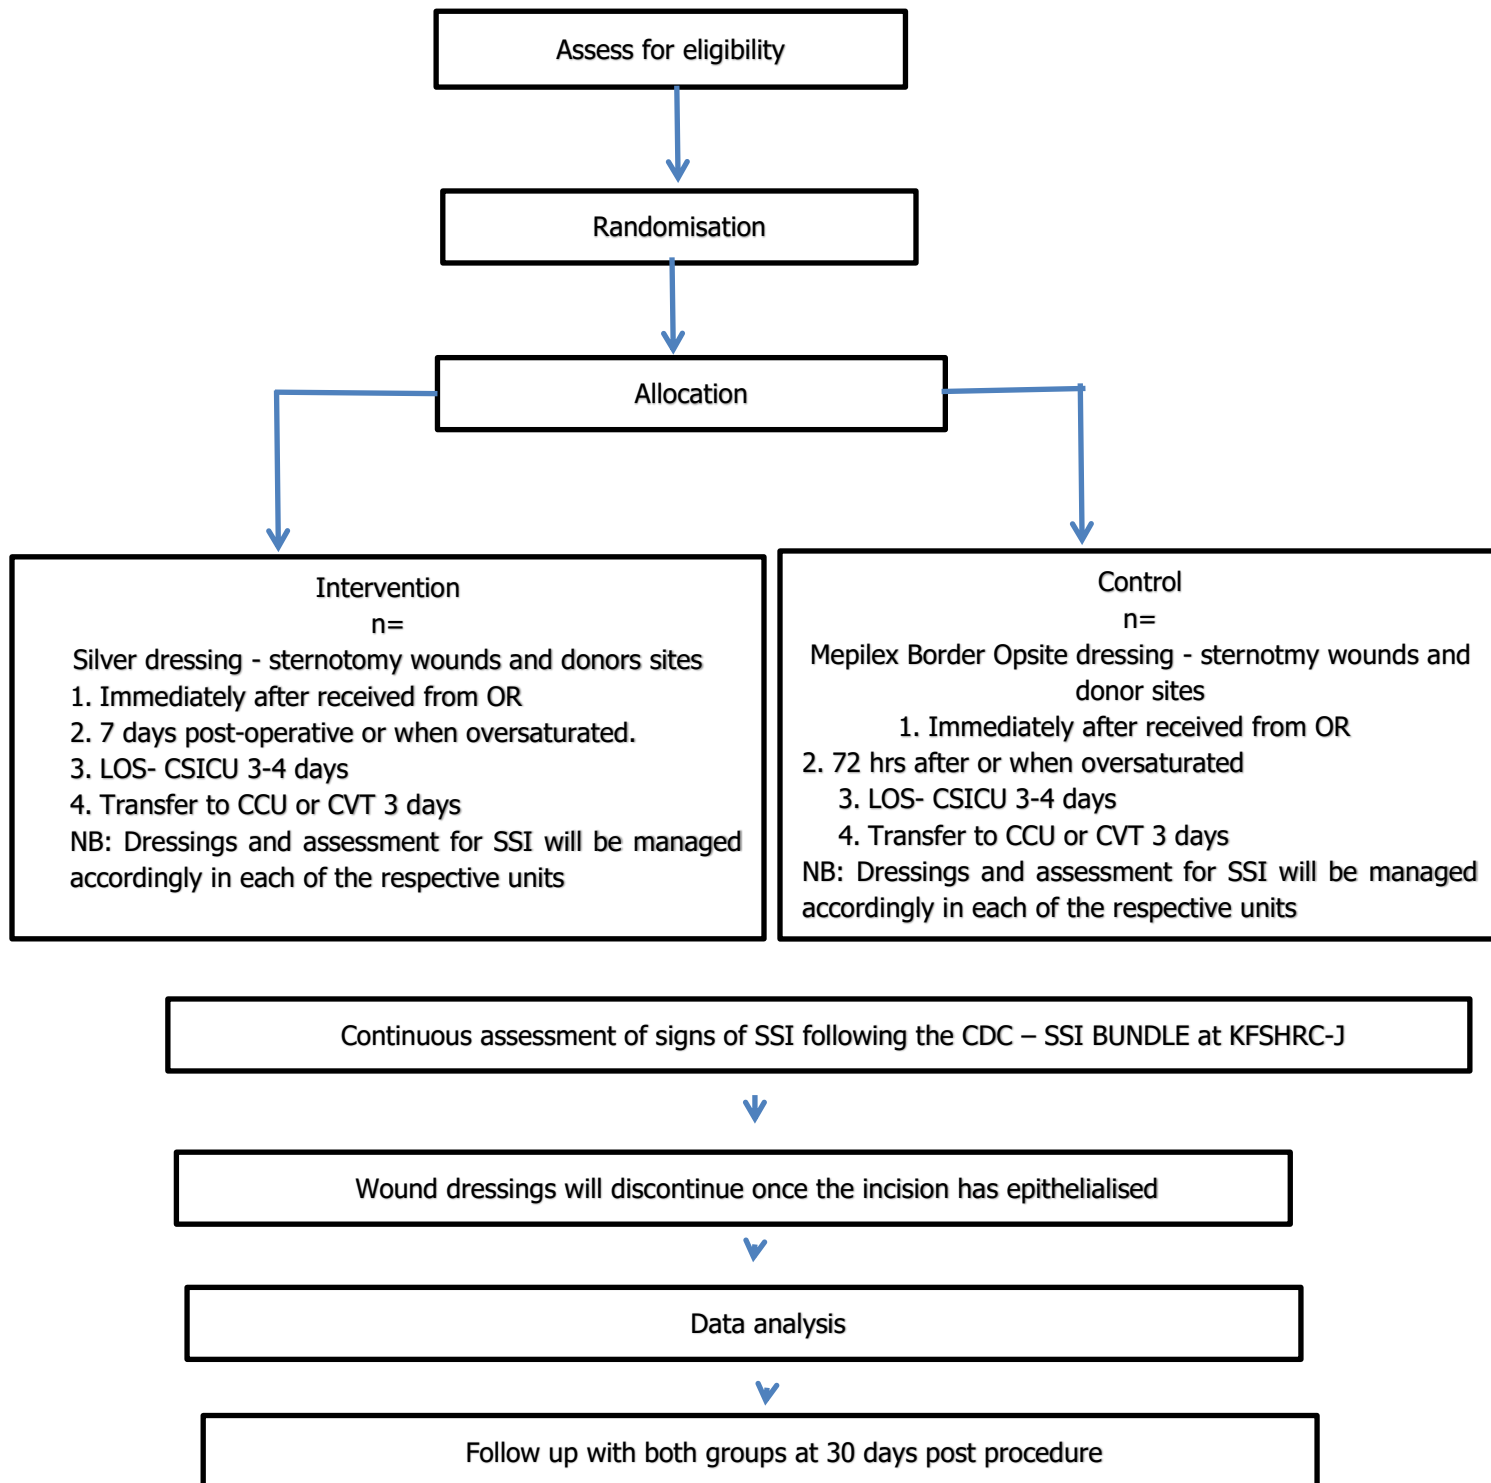 Assess for eligibility
Randomisation
Allocation
Intervention
n=
Silver dressing - sternotomy wounds and donors sites
1. Immediately after received from OR
2. 7 days post-operative or when oversaturated.
3. LOS- CSICU 3-4 days
4. Transfer to CCU or CVT 3 days
NB: Dressings and assessment for SSI will be managed
accordingly in each of the respective units
Control
n=
Mepilex Border Opsite dressing - sternotmy wounds and
donor sites
1. Immediately after received from OR
2. 72 hrs after or when oversaturated
3. LOS- CSICU 3-4 days
4. Transfer to CCU or CVT 3 days
NB: Dressings and assessment for SSI will be managed
accordingly in each of the respective units
Continuous assessment of signs of SSI following the CDC – SSI BUNDLE at KFSHRC-J
Wound dressings will discontinue once the incision has epithelialised
Data analysis
Follow up with both groups at 30 days post procedure